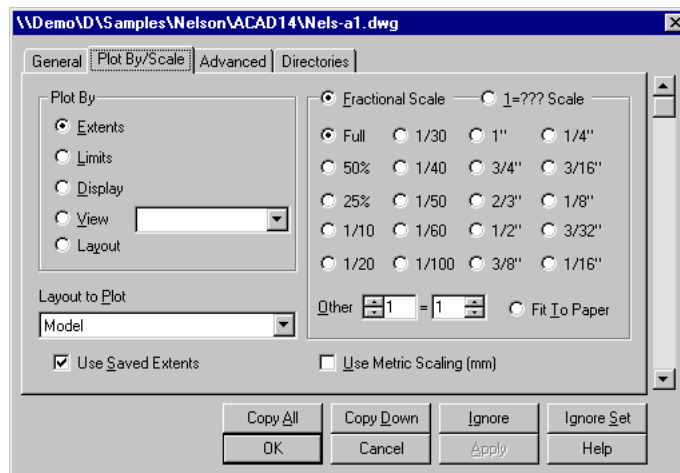 \\Demo\D\Samples\Nelson\ACAD14\Nels-a1.dwg
General Plot By/Scale Advanced Directories
Plot By
Extents
Limits
Display
View
Layout
Layout to Plot
Model
Use Saved Extents
Fractional Scale 1=??? Scale
Full 1/30 1" 1/4"
50% 1/40 3/4" 3/16"
25% 1/50 2/3" 1/8"
1/10 1/60 1/2" 3/32"
1/20 1/100 3/8" 1/16"
Other 1 = 1 Fit To Paper
Use Metric Scaling (mm)
Copy All Copy Down Ignore Ignore Set
OK Cancel Apply Help